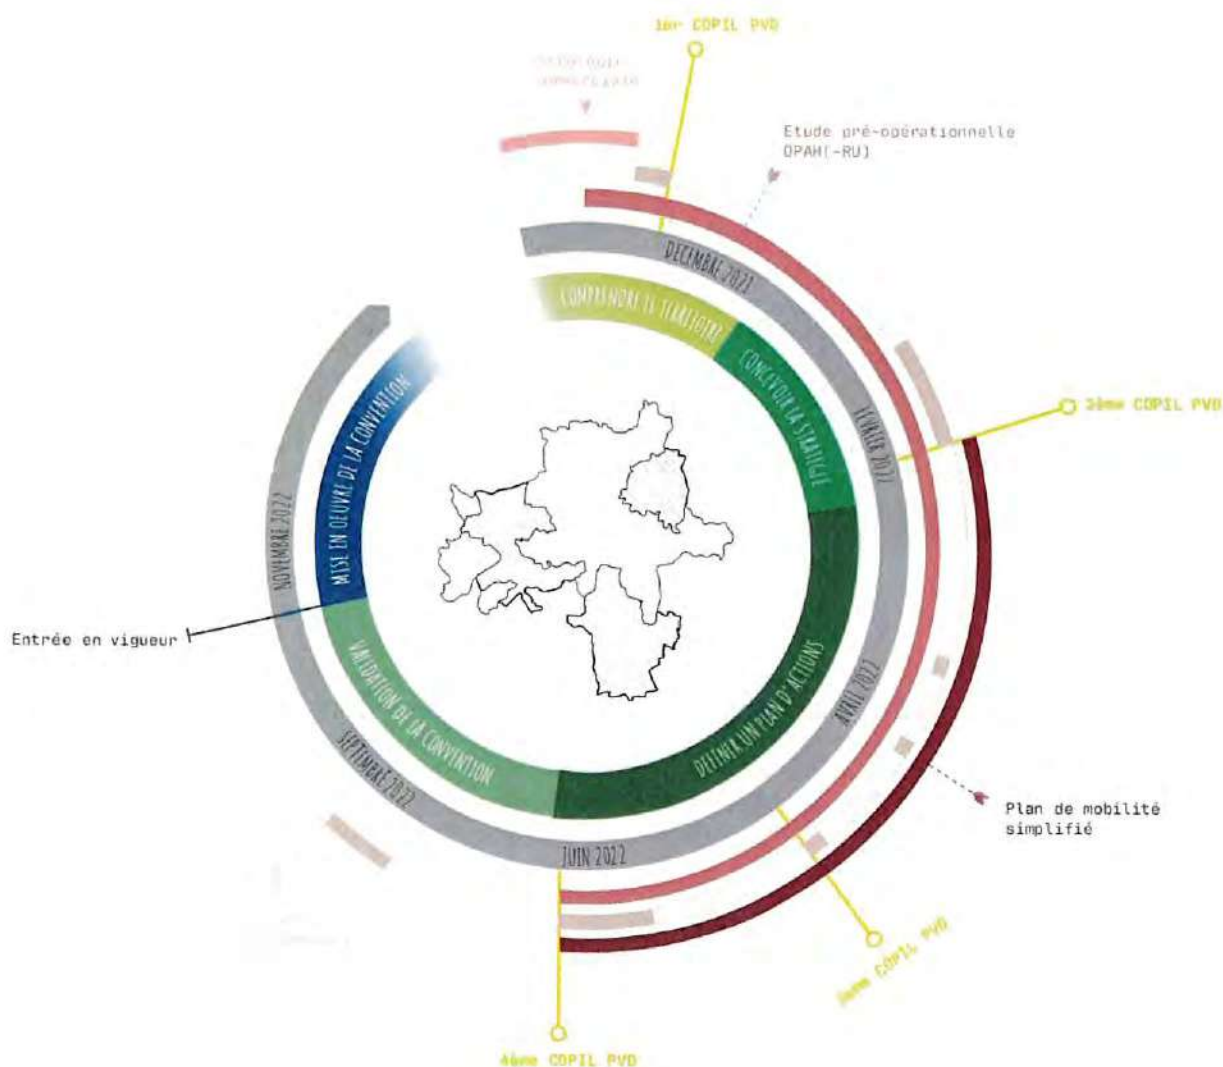 1èr COPIL PVD
Etude pré-opérationnelle
OPAH(-RU)
DECEMBRE 2021
COMPRENDRE LE TERRITOIRE
CONCEVOIR LA STRATEGIE
FEVRIER 2022
COPIL PVD
MISE EN OEUVRE DE LA CONVENTION
NOVEMBRE 2022
Entrée en vigueur
VALIDATION DE LA CONVENTION
DEFINIR UN PLAN D'ACTIONS
AVRIL 2022
SEPTEMBRE 2022
Plan de mobilité
simplifié
JUIN 2022
COPIL PVD
4ème COPIL PVD